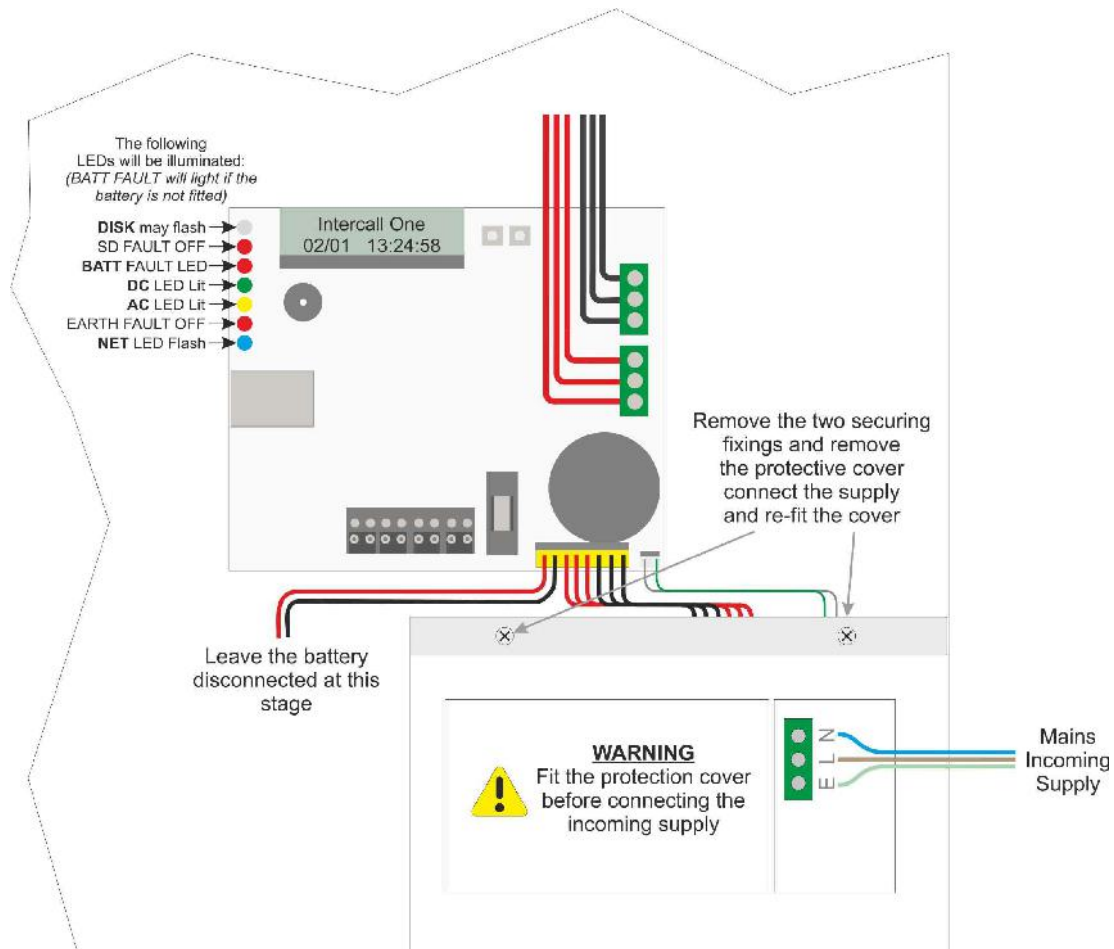 The following
LEDs will be illuminated:
(BATT FAULT will light if the
battery is not fitted)
DISK may flash
SD FAULT OFF
BATT FAULT LED
DC LED Lit
AC LED Lit
EARTH FAULT OFF
NET LED Flash
Intercall One
02/01 13:24:58
Remove the two securing
fixings and remove
the protective cover
connect the supply
and re-fit the cover
Leave the battery
disconnected at this
stage
WARNING
Fit the protection cover
before connecting the
incoming supply
N
L
E
Mains
Incoming
Supply